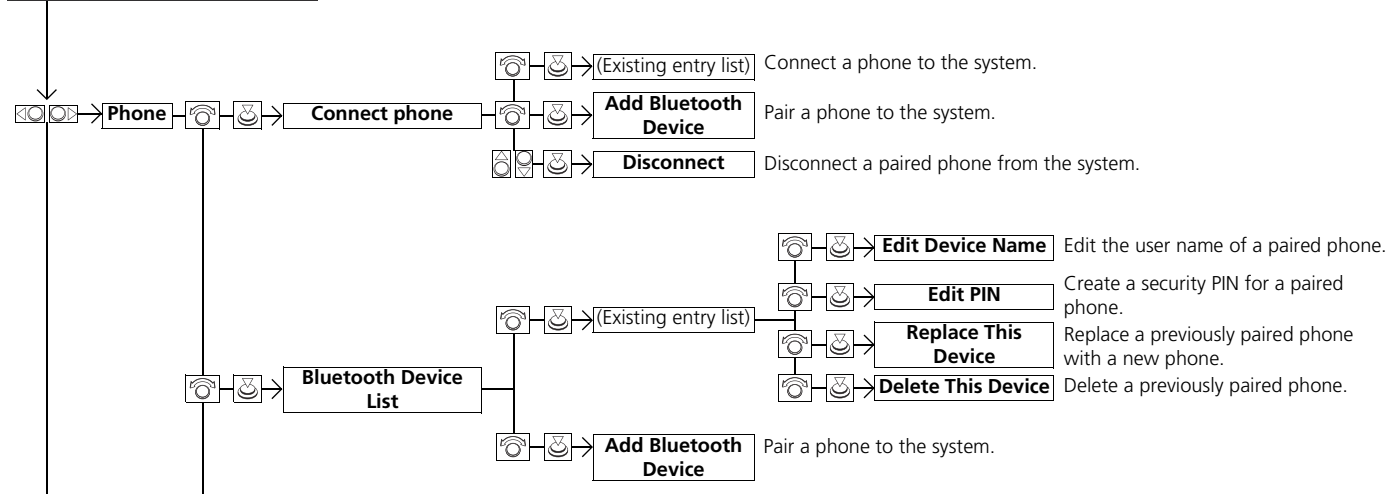 (Existing entry list) Connect a phone to the system.
Phone Connect phone Add Bluetooth
Device Pair a phone to the system.
Disconnect Disconnect a paired phone from the system.
Edit Device Name Edit the user name of a paired phone.
Edit PIN Create a security PIN for a paired
phone.
(Existing entry list)
Replace This
Device
Replace a previously paired phone
with a new phone.
Bluetooth Device
List
Delete This Device Delete a previously paired phone.
Add Bluetooth
Device
Pair a phone to the system.